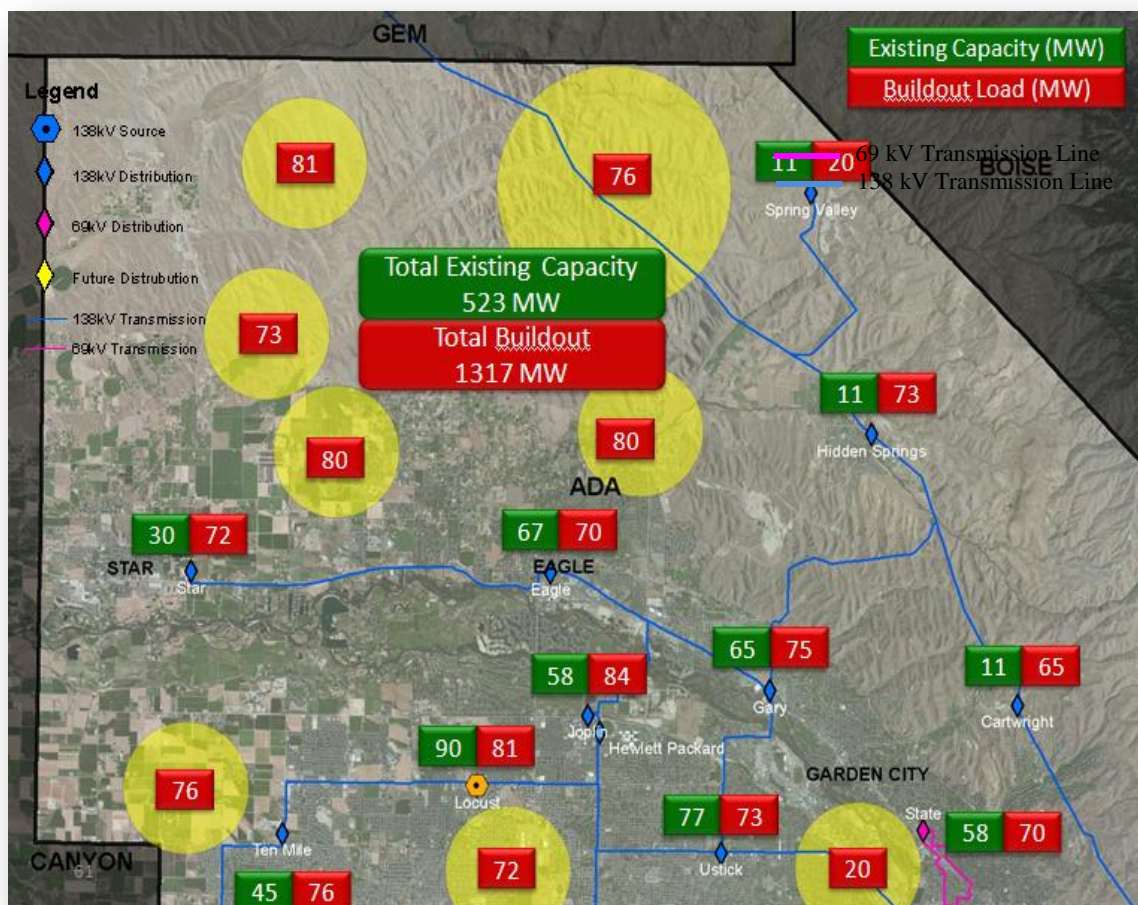 GEM
Existing Capacity (MW)
Buildout Load (MW)
Legend
138kV Source
138kV Distribution
69kV Distribution
Future Distrubution
138kV Transmission
69kV Transmission
81
76
11 20
69 kV Transmission Line
138 kV Transmission Line
BOISE
Spring Valley
Total Existing Capacity
523 MW
Total Buildout
1317 MW
73
11 73
Hidden Springs
80
80
ADA
30 72
STAR
Star
67 70
EAGLE
Eagle
65 75
Gary
58 84
Joplin
Hewlett Packard
11 65
Cartwright
90 81
Locust
GARDEN CITY
76
77 73
Ustick
State
58 70
Ten Mile
CANYON
61
45 76
72
20